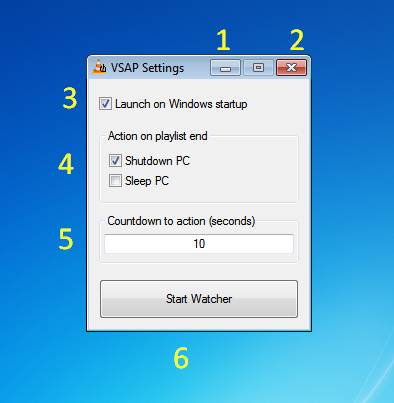 1 2
VSAP Settings
3
Launch on Windows startup
Action on playlist end
4
Shutdown PC
Sleep PC
5
Countdown to action (seconds)
10
Start Watcher
6